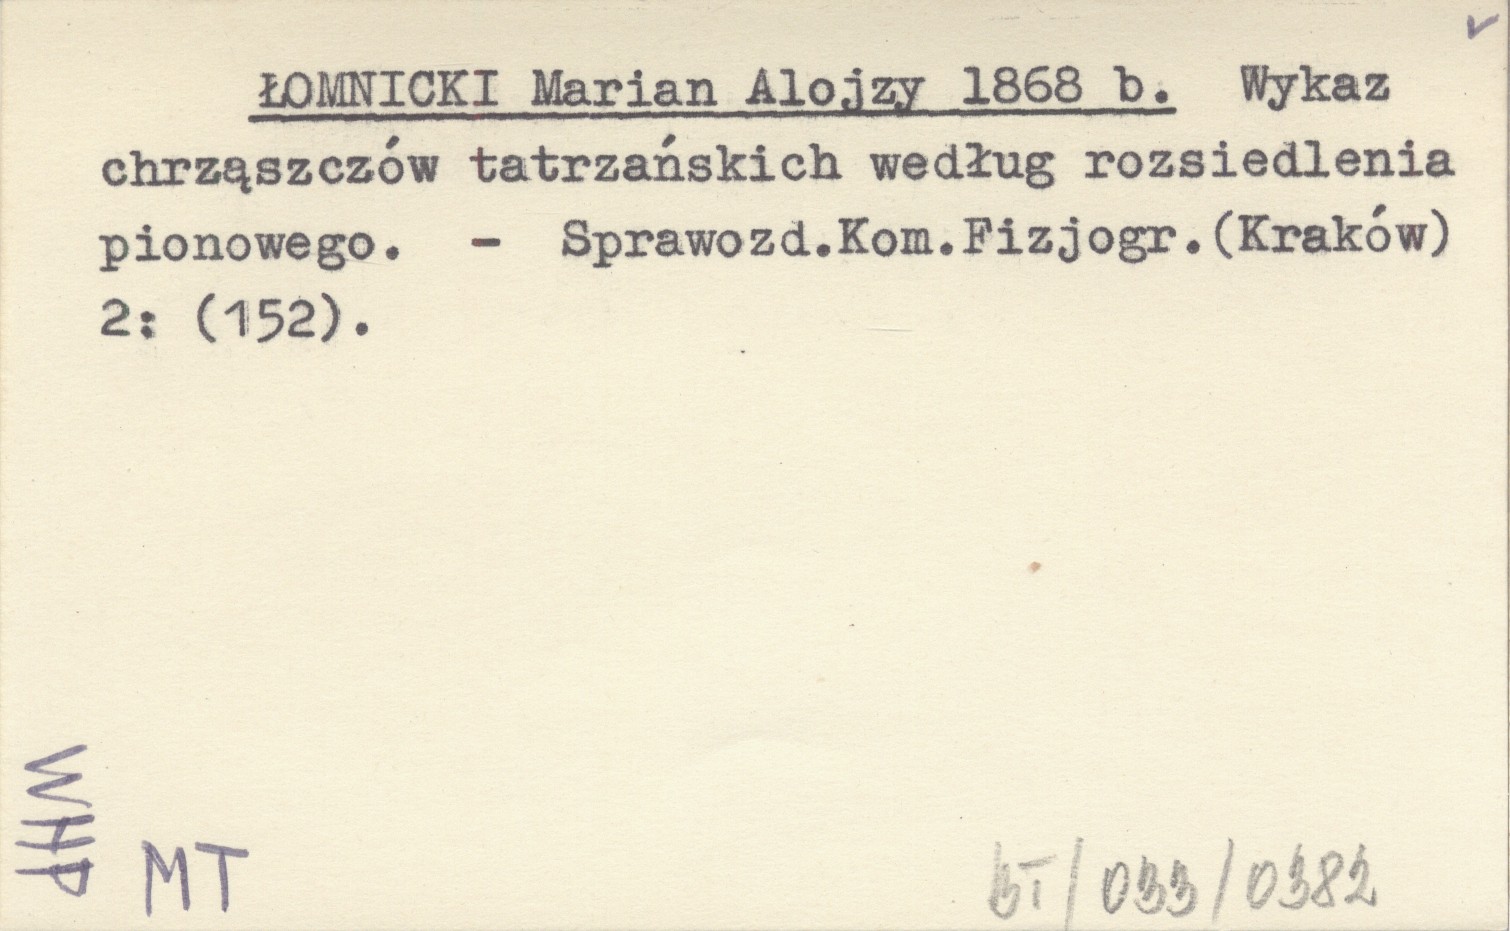 ŁOMNICKI Marian Alojzy 1868 b. Wykaz
chrząszczów tatrzańskich według rozsiedlenia
pionowego. - Sprawozd.Kom.Fizjogr.(Kraków)
2: (152).
WHP
MT
BT/033/0382